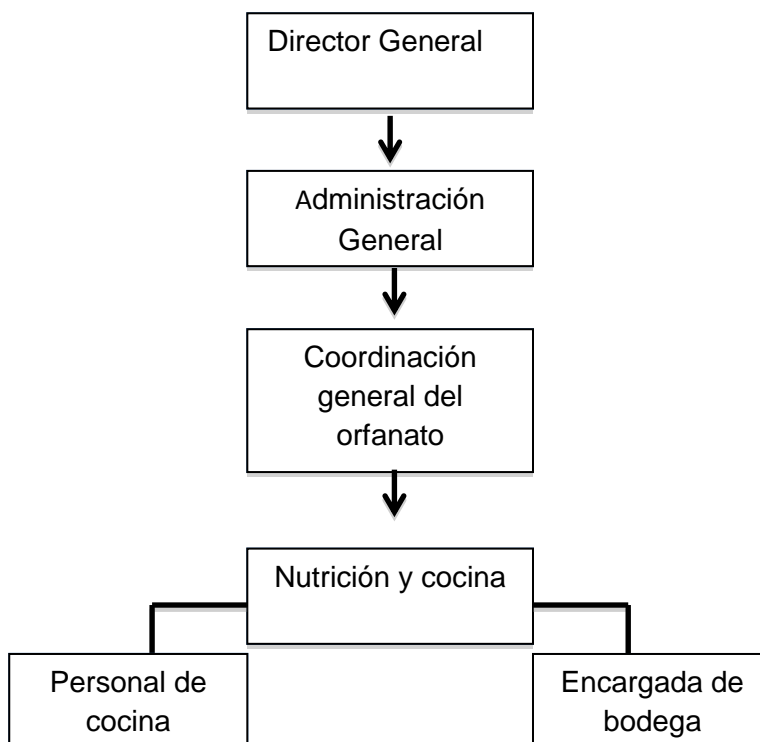 Director General
Administración
General
Coordinación
general del
orfanato
Nutrición y cocina
Personal de
cocina
Encargada de
bodega